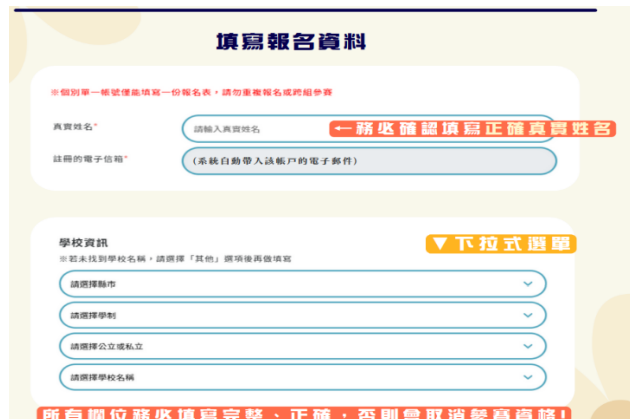 填寫報名資料
※個別單一帳號僅能填寫一份報名表，請勿重複報名或跨組參賽
真實姓名*
請輸入真實姓名
←務必確認填寫正確真實姓名
註冊的電子信箱*
(系統自動帶入該帳戶的電子郵件)
學校資訊
▼下拉式選單
※若未找到學校名稱，請選擇「其他」選項後再做填寫
請選擇縣市
請選擇學制
請選擇公立或私立
請選擇學校名稱
所有欄位務必填寫完整、正確，否則會取消參賽資格!